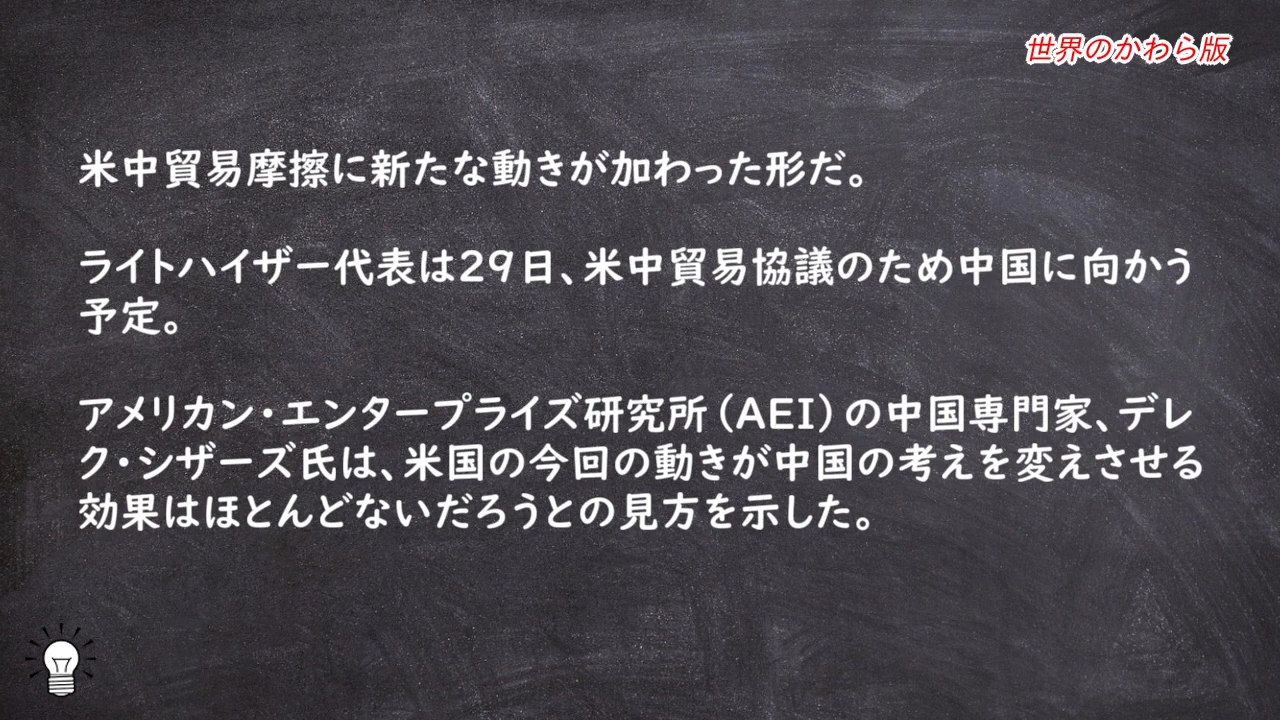 世界のかわら版
米中貿易摩擦に新たな動きが加わった形だ。
ライトハイザー代表は29日、米中貿易協議のため中国に向かう
予定。
アメリカン・エンタープライズ研究所（AEI）の中国専門家、デレ
ク・シザーズ氏は、米国の今回の動きが中国の考えを変えさせる
効果はほとんどないだろうとの見方を示した。